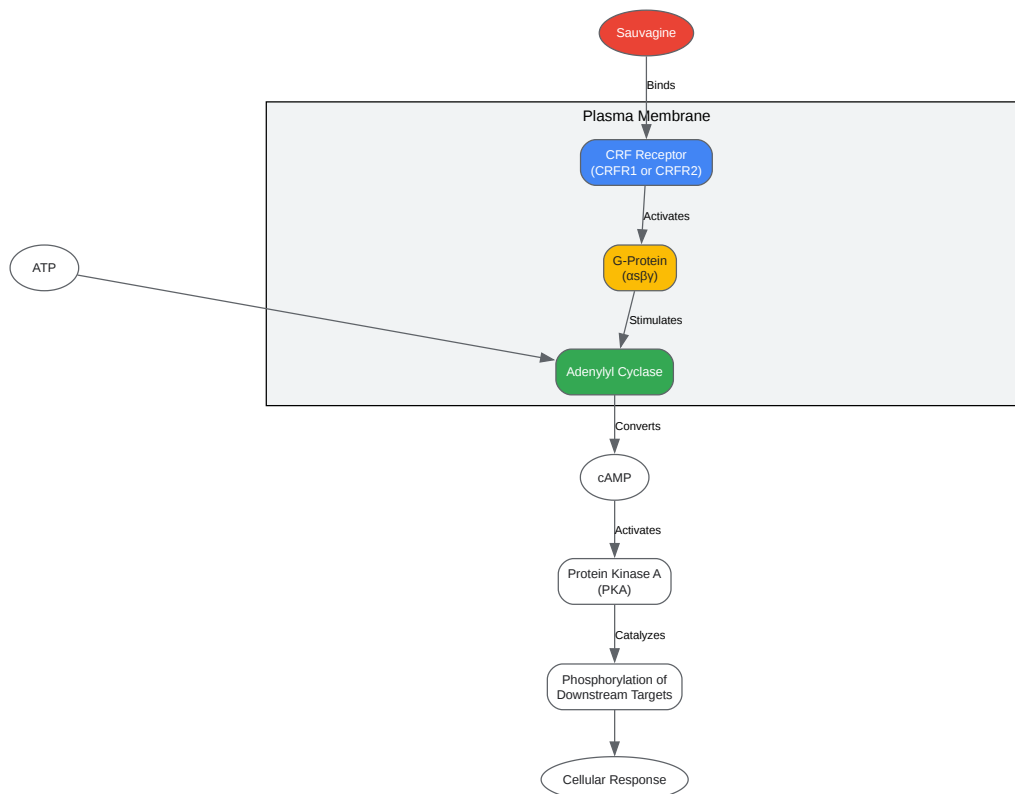 Sauvagine
Binds
Plasma Membrane
CRF Receptor
(CRFR1 or CRFR2)
Activates
G-Protein
(αsβγ)
ATP
Stimulates
Adenylyl Cyclase
Converts
cAMP
Activates
Protein Kinase A
(PKA)
Catalyzes
Phosphorylation of
Downstream Targets
Cellular Response